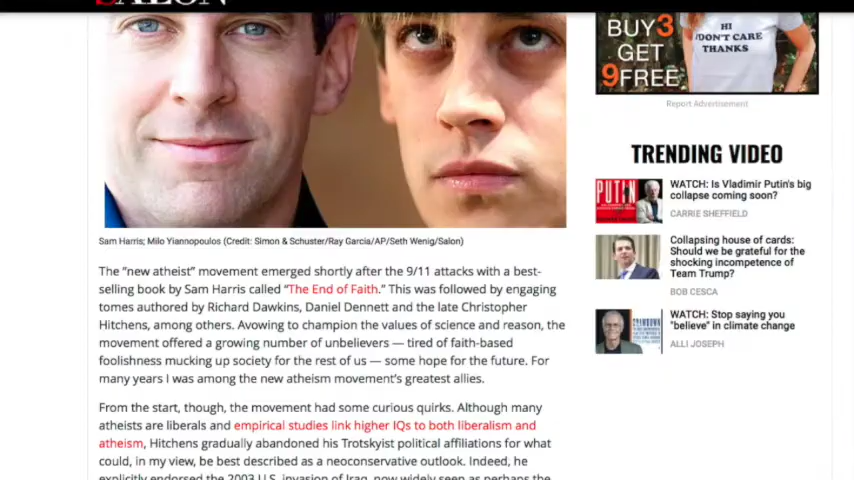 SALON
BUY 3
GET
9 FREE
HI
I DON'T CARE
THANKS
Report Advertisement
TRENDING VIDEO
PUTIN
WATCH: Is Vladimir Putin's big
collapse coming soon?
CARRIE SHEFFIELD
Collapsing house of cards:
Should we be grateful for the
shocking incompetence of
Team Trump?
BOB CESCA
WATCH: Stop saying you
"believe" in climate change
ALLI JOSEPH
Sam Harris; Milo Yiannopoulos (Credit: Simon & Schuster/Ray Garcia/AP/Seth Wenig/Salon)
The "new atheist" movement emerged shortly after the 9/11 attacks with a best-
selling book by Sam Harris called "The End of Faith." This was followed by engaging
tomes authored by Richard Dawkins, Daniel Dennett and the late Christopher
Hitchens, among others. Avowing to champion the values of science and reason, the
movement offered a growing number of unbelievers — tired of faith-based
foolishness mucking up society for the rest of us — some hope for the future. For
many years I was among the new atheism movement's greatest allies.
From the start, though, the movement had some curious quirks. Although many
atheists are liberals and empirical studies link higher IQs to both liberalism and
atheism, Hitchens gradually abandoned his Trotskyist political affiliations for what
could, in my view, be best described as a neoconservative outlook. Indeed, he
explicitly endorsed the 2003 U.S. invasion of Iraq, now widely seen as perhaps the